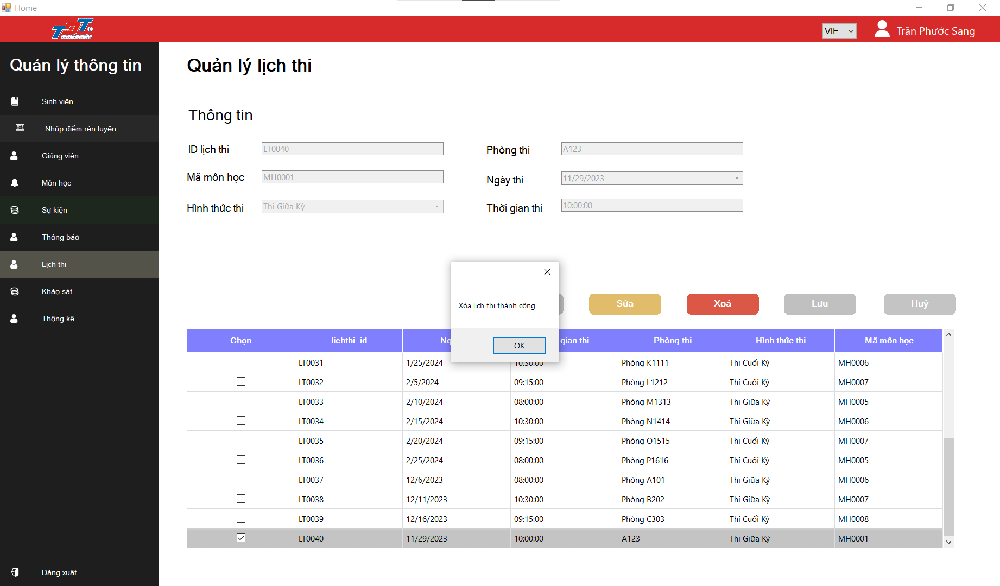 Home
TDT
VIE
Trần Phước Sang
Quản lý thông tin
Sinh viên
Nhập điểm rèn luyện
Giảng viên
Môn học
Sự kiện
Thông báo
Lịch thi
Khảo sát
Thống kê
Đăng xuất
Quản lý lịch thi
Thông tin
ID lịch thi LT0040 Phòng thi A123
Mã môn học MH0001 Ngày thi 11/29/2023
Hình thức thi Thi Giữa Kỳ Thời gian thi 10:00:00
Xóa lịch thi thành công
OK
Sửa Xoá Lưu Huỷ
Chọn lichthi_id Ng gian thi Phòng thi Hình thức thi Mã môn học
LT0031 1/25/2024 10:30:00 Phòng K1111 Thi Cuối Kỳ MH0006
LT0032 2/5/2024 09:15:00 Phòng L1212 Thi Cuối Kỳ MH0007
LT0033 2/10/2024 08:00:00 Phòng M1313 Thi Giữa Kỳ MH0005
LT0034 2/15/2024 10:30:00 Phòng N1414 Thi Giữa Kỳ MH0006
LT0035 2/20/2024 09:15:00 Phòng O1515 Thi Cuối Kỳ MH0007
LT0036 2/25/2024 08:00:00 Phòng P1616 Thi Cuối Kỳ MH0005
LT0037 12/6/2023 08:00:00 Phòng A101 Thi Giữa Kỳ MH0006
LT0038 12/11/2023 10:30:00 Phòng B202 Thi Giữa Kỳ MH0007
LT0039 12/16/2023 09:15:00 Phòng C303 Thi Cuối Kỳ MH0008
LT0040 11/29/2023 10:00:00 A123 Thi Giữa Kỳ MH0001